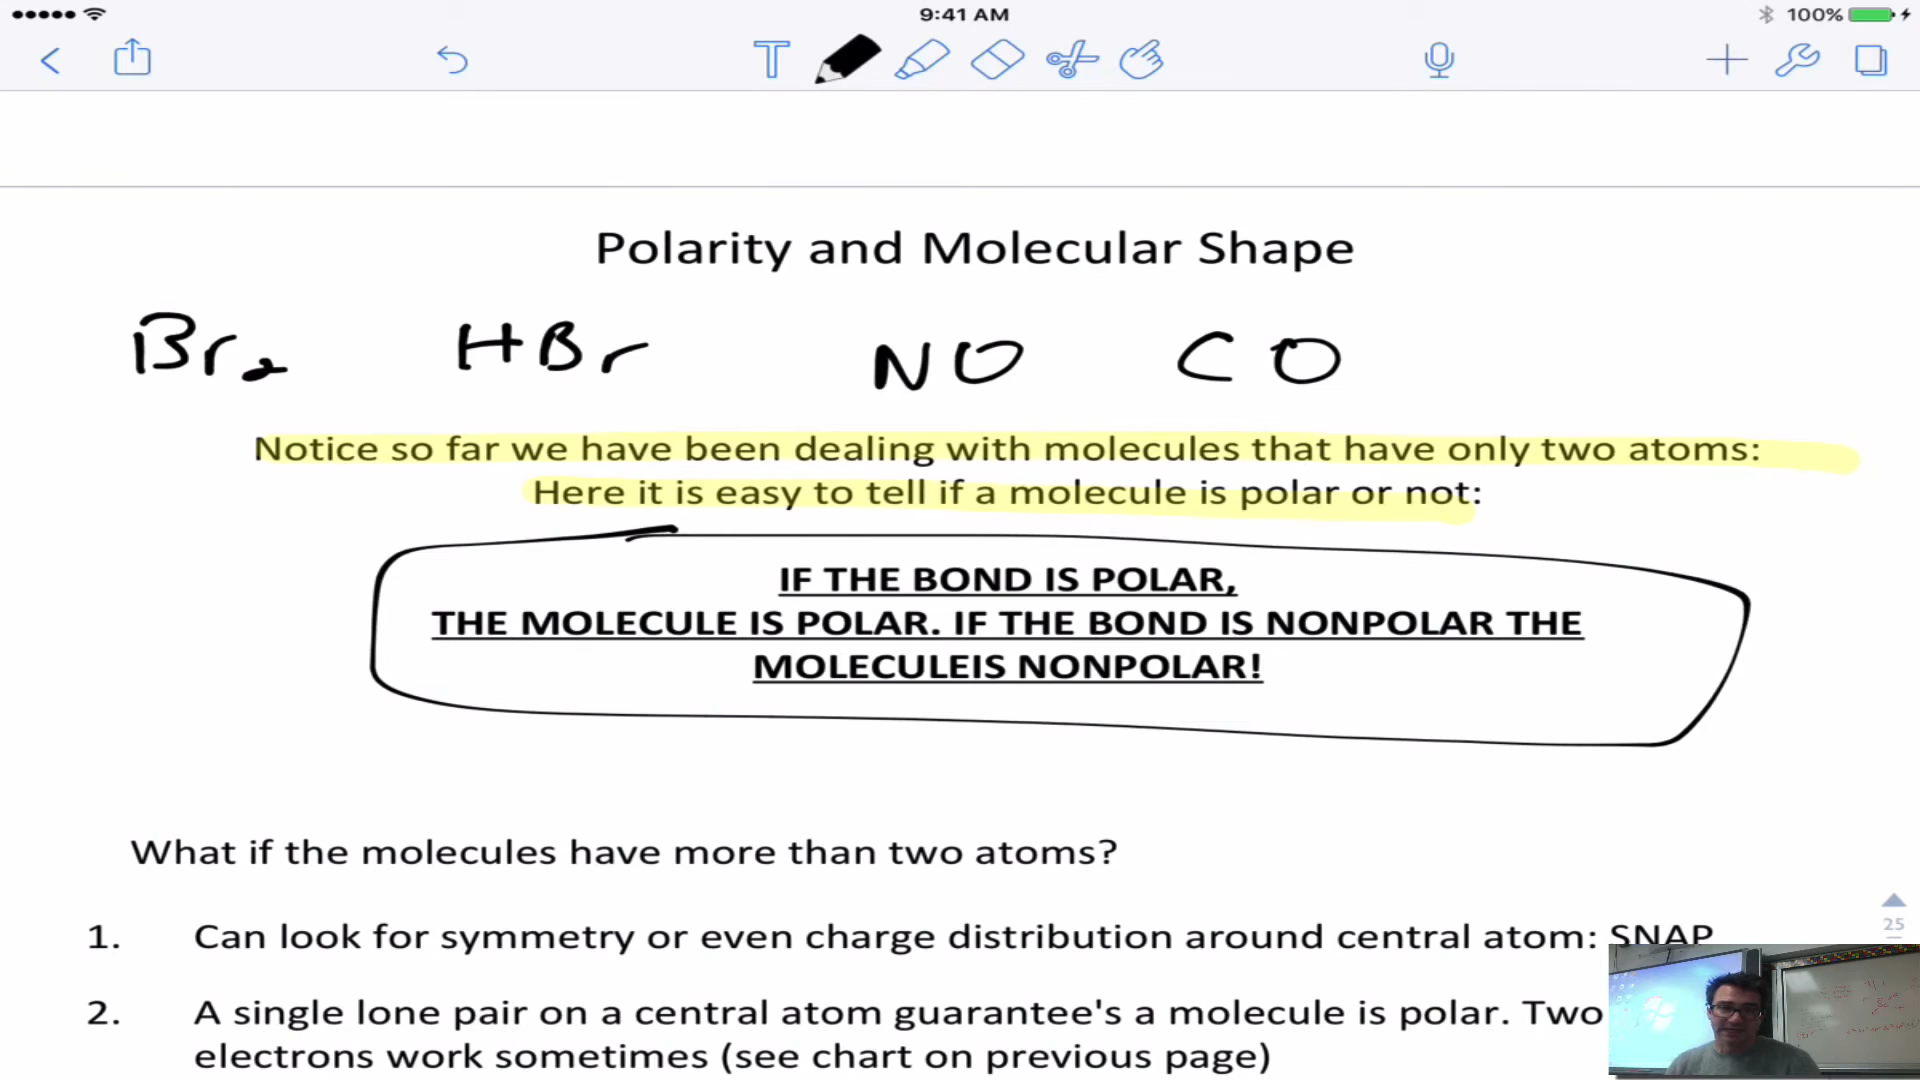 9:41 AM
100%
T
Polarity and Molecular Shape
Br2 HBr NO CO
Notice so far we have been dealing with molecules that have only two atoms:
Here it is easy to tell if a molecule is polar or not:
IF THE BOND IS POLAR,
THE MOLECULE IS POLAR. IF THE BOND IS NONPOLAR THE
MOLECULEIS NONPOLAR!
What if the molecules have more than two atoms?
1. Can look for symmetry or even charge distribution around central atom: SNAP
25
2. A single lone pair on a central atom guarantee's a molecule is polar. Two
electrons work sometimes (see chart on previous page)